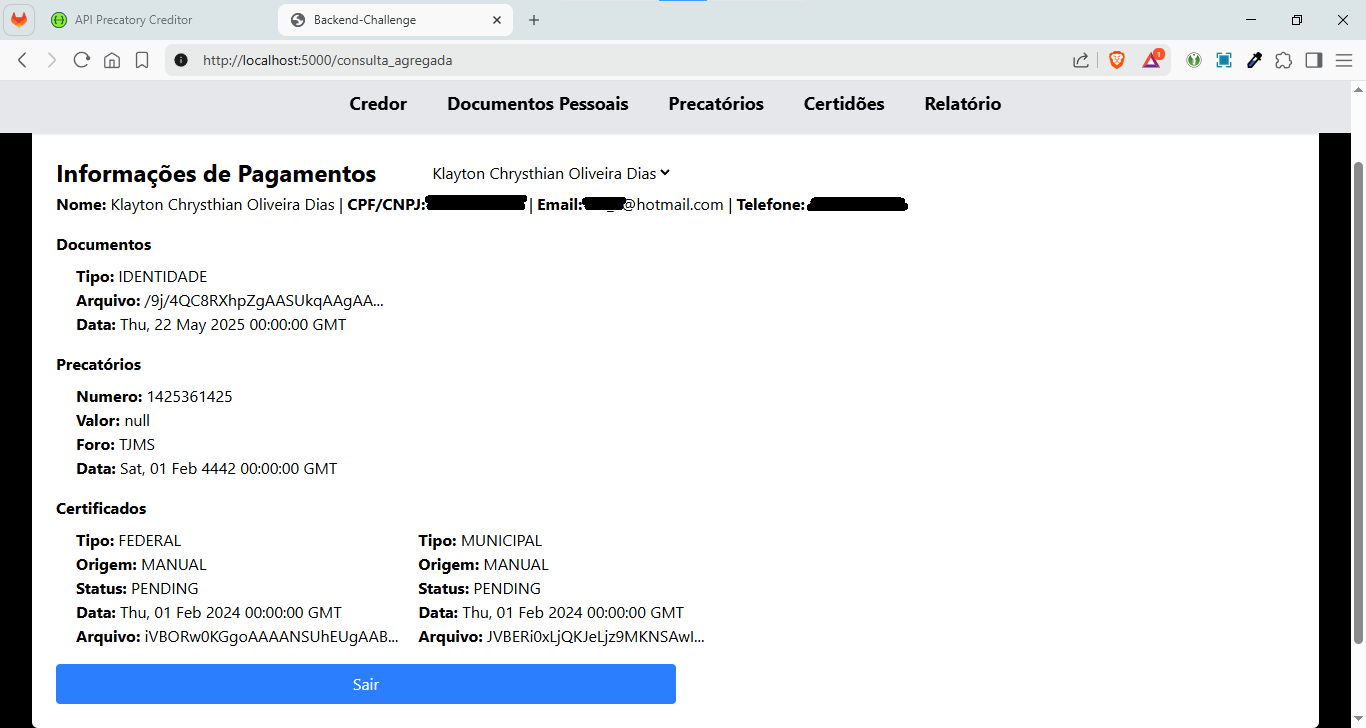 API Precatory Creditor
Backend-Challenge
http://localhost:5000/consulta_agregada
1
Credor Documentos Pessoais Precatórios Certidões Relatório
Informações de Pagamentos Klayton Chrysthian Oliveira Dias
Nome: Klayton Chrysthian Oliveira Dias | CPF/CNPJ: | Email: @hotmail.com | Telefone:
Documentos
Tipo: IDENTIDADE
Arquivo: /9j/4QC8RXhpZgAASUkqAAgAA...
Data: Thu, 22 May 2025 00:00:00 GMT
Precatórios
Numero: 1425361425
Valor: null
Foro: TJMS
Data: Sat, 01 Feb 4442 00:00:00 GMT
Certificados
Tipo: FEDERAL Tipo: MUNICIPAL
Origem: MANUAL Origem: MANUAL
Status: PENDING Status: PENDING
Data: Thu, 01 Feb 2024 00:00:00 GMT Data: Thu, 01 Feb 2024 00:00:00 GMT
Arquivo: iVBORw0KGgoAAAANSUhEUgAAB... Arquivo: JVBERi0xLjQKJeLjz9MKNSAwI...
Sair